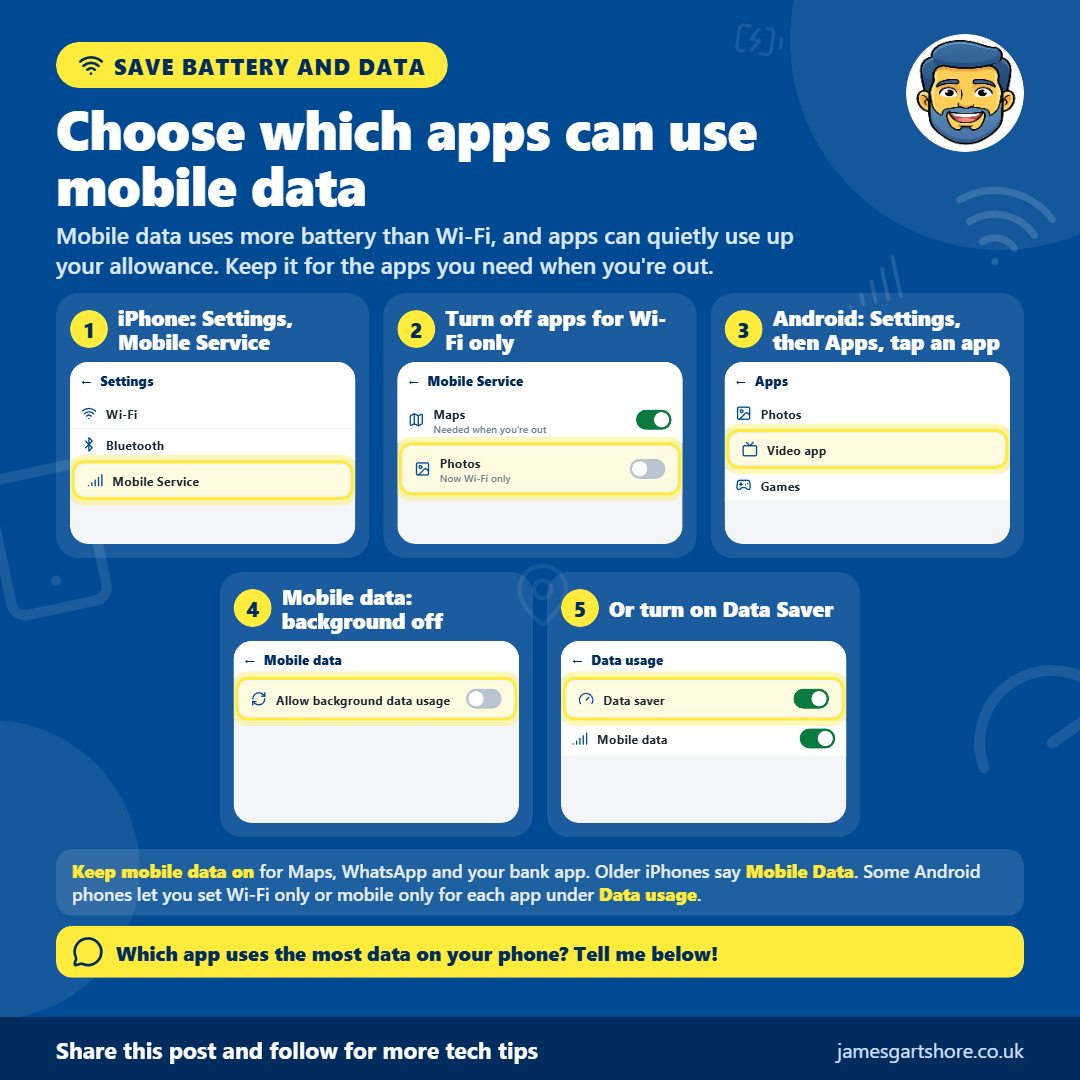 SAVE BATTERY AND DATA
Choose which apps can use
mobile data
Mobile data uses more battery than Wi-Fi, and apps can quietly use up
your allowance. Keep it for the apps you need when you're out.
1
iPhone: Settings,
Mobile Service
← Settings
Wi-Fi
Bluetooth
Mobile Service
2
Turn off apps for Wi-
Fi only
← Mobile Service
Maps
Needed when you're out
Photos
Now Wi-Fi only
3
Android: Settings,
then Apps, tap an app
← Apps
Photos
Video app
Games
4
Mobile data:
background off
← Mobile data
Allow background data usage
5
Or turn on Data Saver
← Data usage
Data saver
Mobile data
Keep mobile data on for Maps, WhatsApp and your bank app. Older iPhones say Mobile Data. Some Android
phones let you set Wi-Fi only or mobile only for each app under Data usage.
Which app uses the most data on your phone? Tell me below!
Share this post and follow for more tech tips
jamesgartshore.co.uk